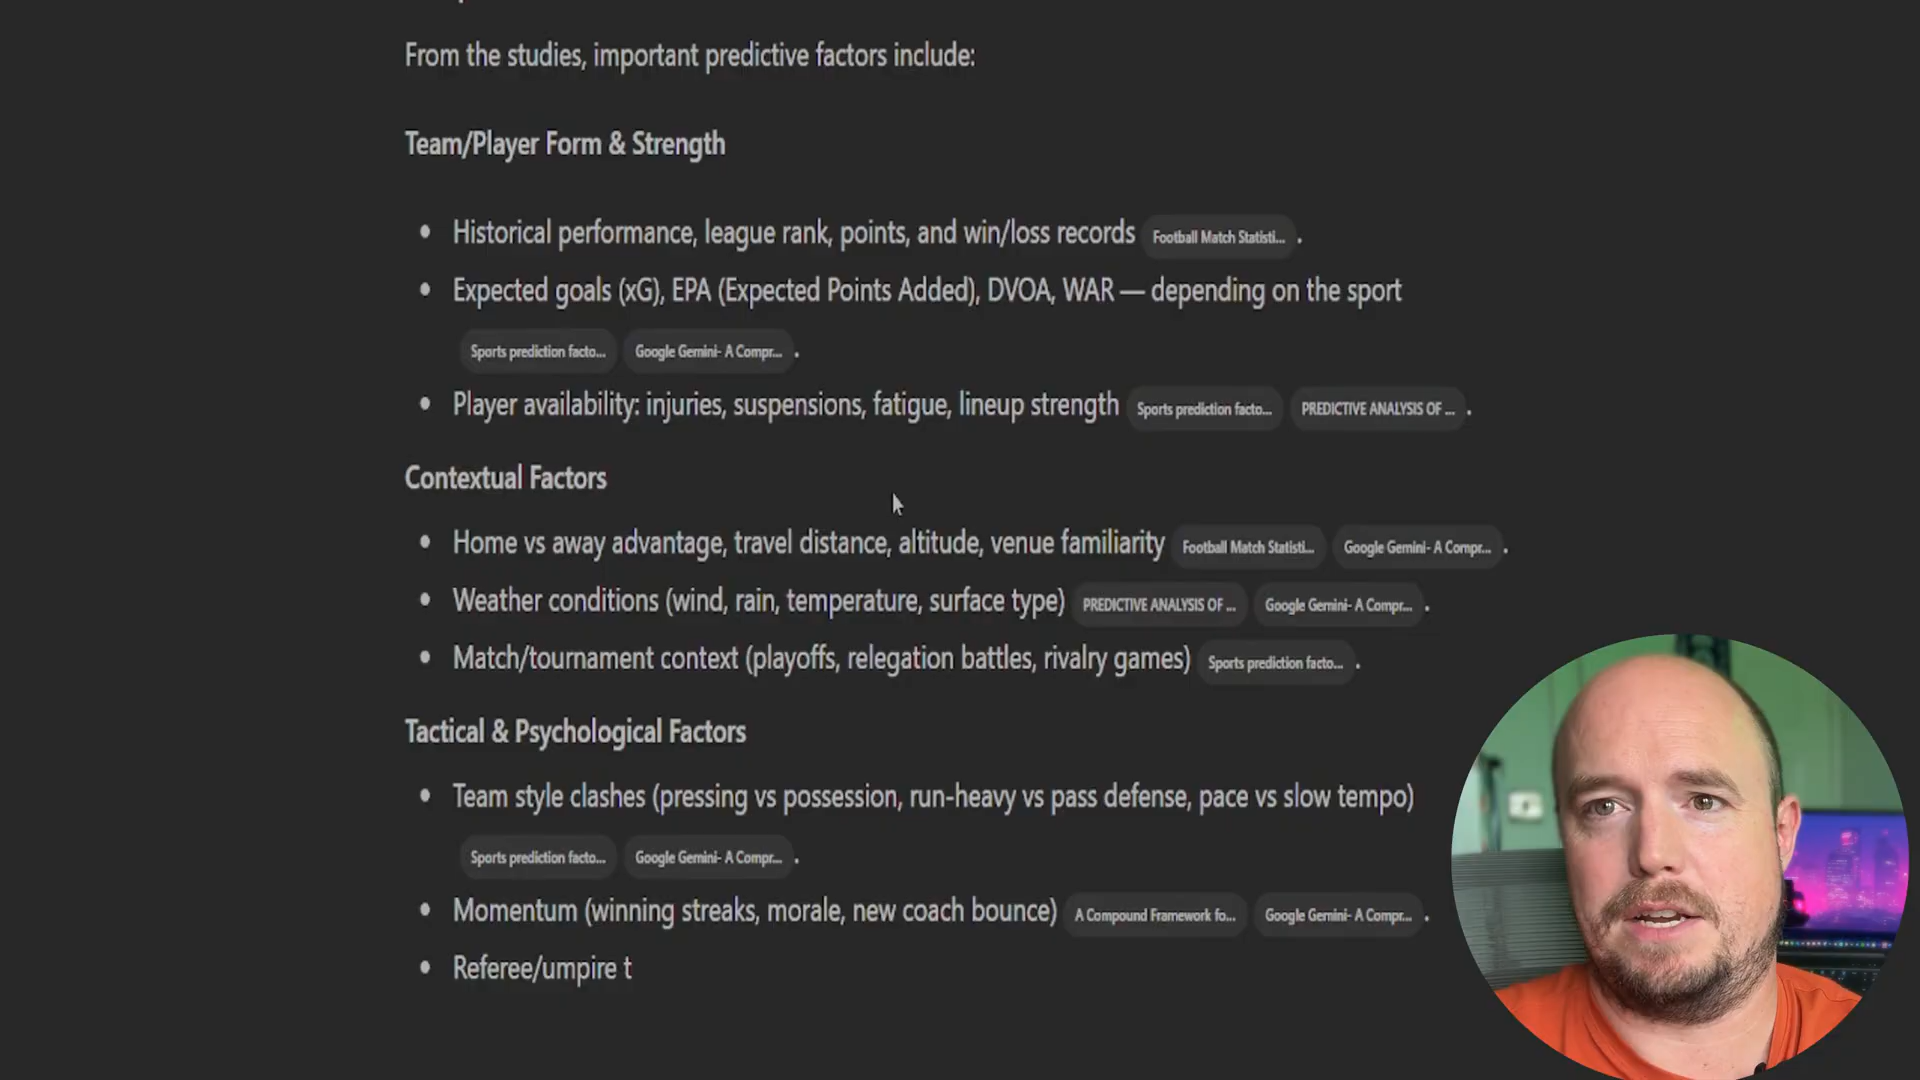 From the studies, important predictive factors include:
Team/Player Form & Strength
• Historical performance, league rank, points, and win/loss records Football Match Statisti... .
• Expected goals (xG), EPA (Expected Points Added), DVOA, WAR — depending on the sport
Sports prediction facto... Google Gemini- A Compr... .
• Player availability: injuries, suspensions, fatigue, lineup strength Sports prediction facto... PREDICTIVE ANALYSIS OF ... .
Contextual Factors
• Home vs away advantage, travel distance, altitude, venue familiarity Football Match Statisti... Google Gemini- A Compr... .
• Weather conditions (wind, rain, temperature, surface type) PREDICTIVE ANALYSIS OF ... Google Gemini- A Compr... .
• Match/tournament context (playoffs, relegation battles, rivalry games) Sports prediction facto... .
Tactical & Psychological Factors
• Team style clashes (pressing vs possession, run-heavy vs pass defense, pace vs slow tempo)
Sports prediction facto... Google Gemini- A Compr... .
• Momentum (winning streaks, morale, new coach bounce) A Compound Framework fo... Google Gemini- A Compr... .
• Referee/umpire t